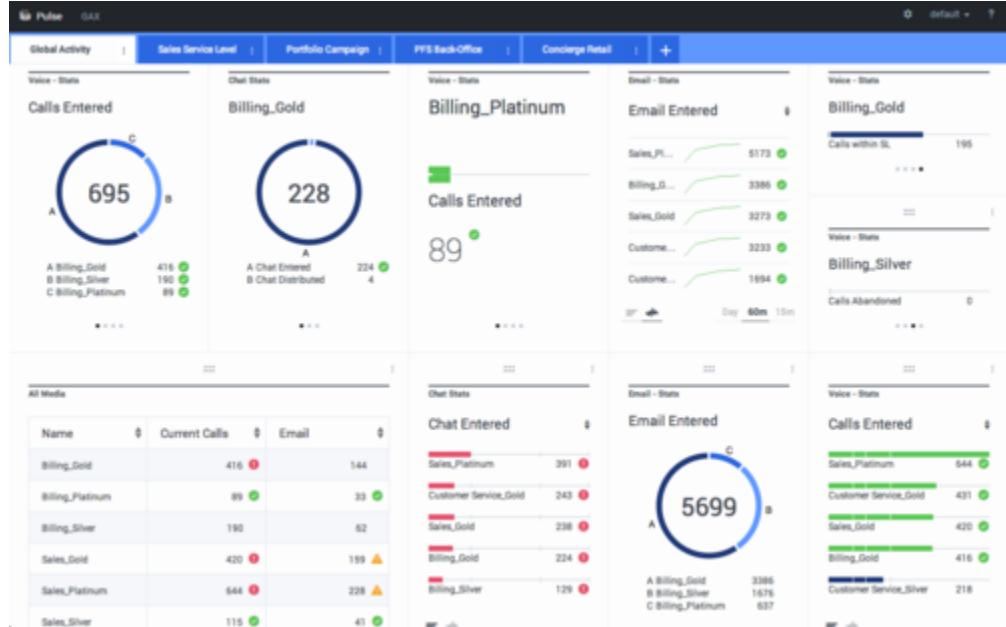 Pulse GAX default ?
Global Activity Sales Service Level Portfolio Campaign PFS Back-Office Concierge Retail +
Voice - Stats
Calls Entered
C
695
A
B
A Billing_Gold 416
B Billing_Silver 190
C Billing_Platinum 89
Chat Stats
Billing_Gold
228
A
A Chat Entered 224
B Chat Distributed 4
Voice - Stats
Billing_Platinum
Calls Entered
89
Email - Stats
Email Entered
Sales_Pl... 5173
Billing_G... 3386
Sales_Gold 3273
Custome... 3233
Custome... 1694
Day 60m 15m
Voice - Stats
Billing_Gold
Calls within SL 195
Voice - Stats
Billing_Silver
Calls Abandoned 0
All Media
Name Current Calls Email
Billing_Gold 416 144
Billing_Platinum 89 33
Billing_Silver 190 62
Sales_Gold 420 159
Sales_Platinum 644 228
Sales_Silver 115 41
Chat Stats
Chat Entered
Sales_Platinum 391
Customer Service_Gold 243
Sales_Gold 238
Billing_Gold 224
Billing_Silver 129
Email - Stats
Email Entered
C
5699
A
B
A Billing_Gold 3386
B Billing_Silver 1676
C Billing_Platinum 637
Voice - Stats
Calls Entered
Sales_Platinum 644
Customer Service_Gold 431
Sales_Gold 420
Billing_Gold 416
Customer Service_Silver 218